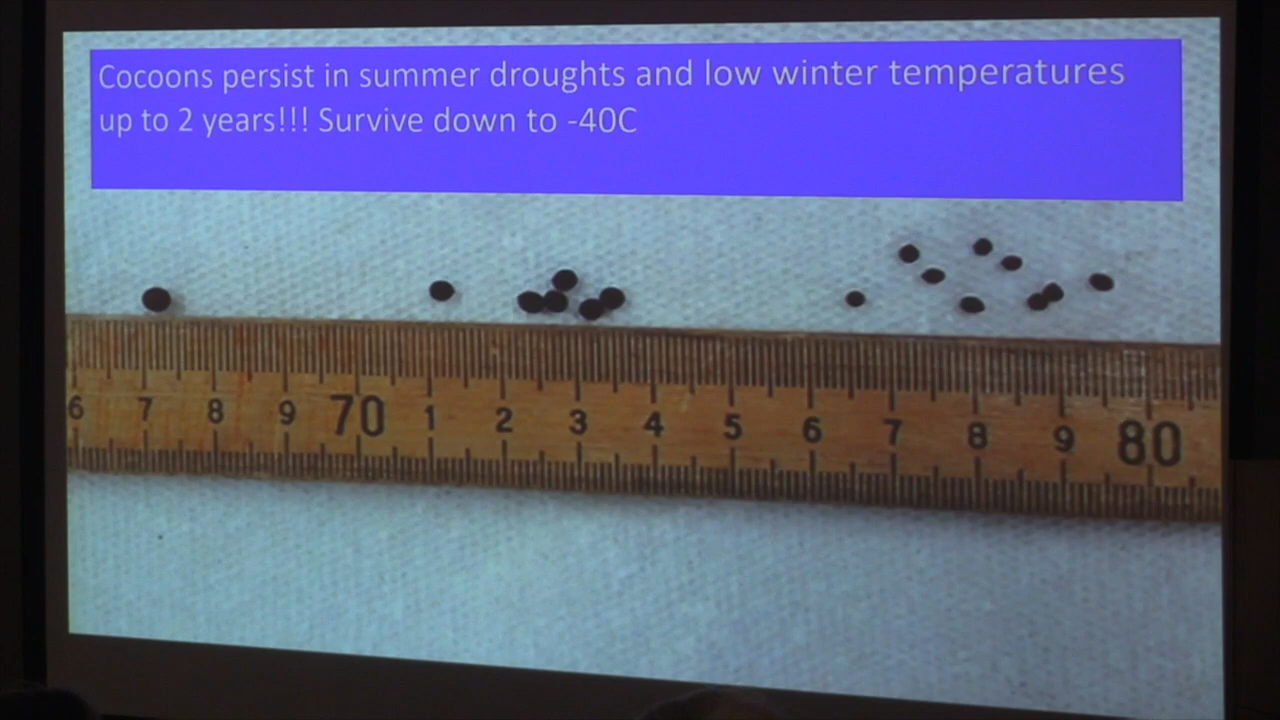 Cocoons persist in summer droughts and low winter temperatures
up to 2 years!!! Survive down to -40C
6 7 8 9 70 1 2 3 4 5 6 7 8 9 80